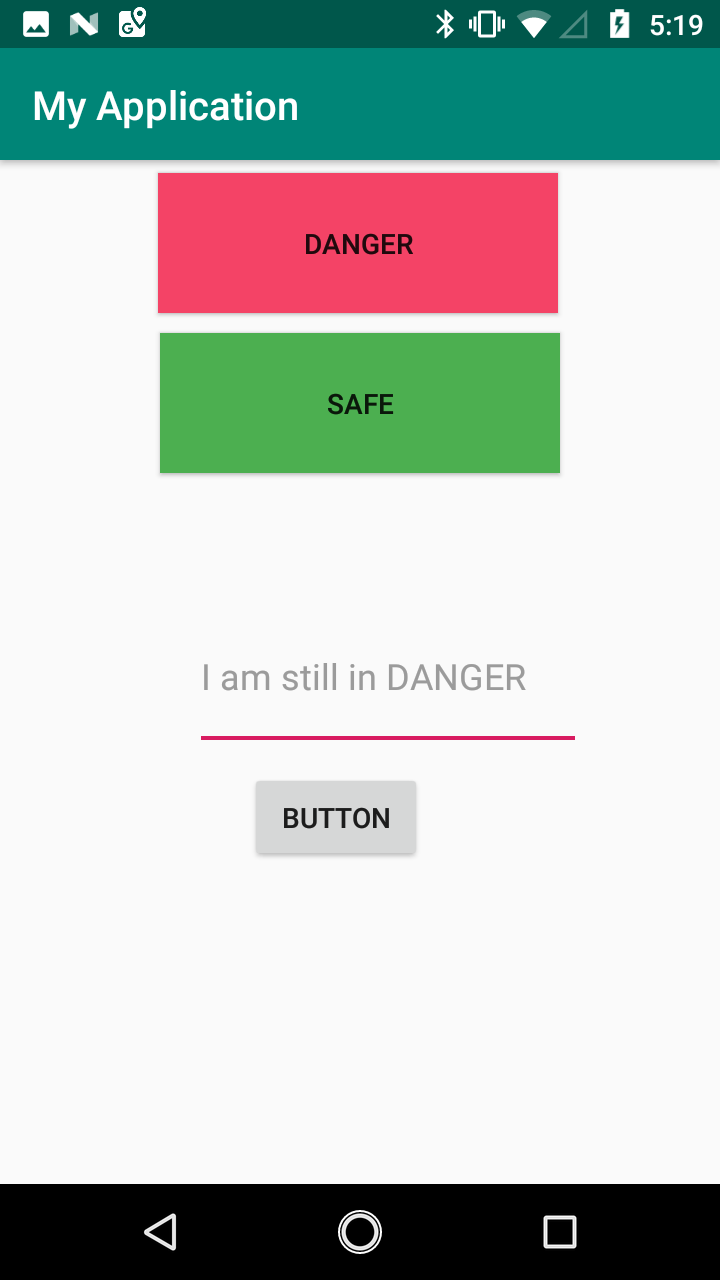 5:19
My Application
DANGER
SAFE
I am still in DANGER
BUTTON